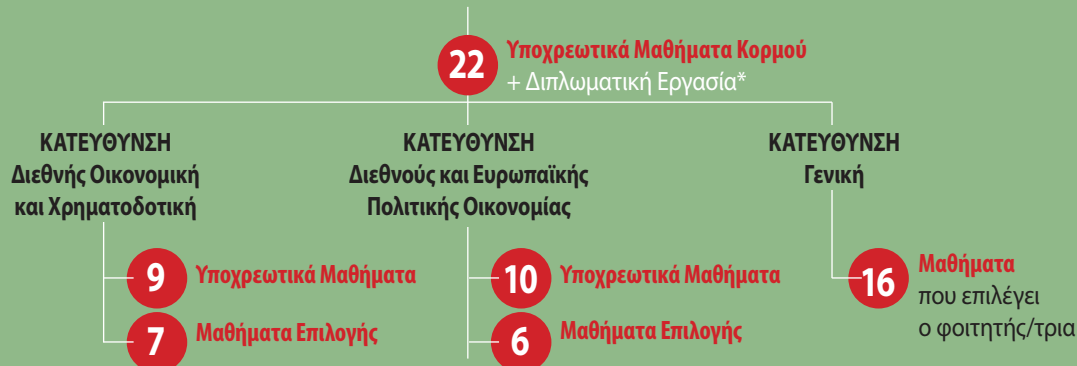 22 Υποχρεωτικά Μαθήματα Κορμού
+ Διπλωματική Εργασία*
ΚΑΤΕΥΘΥΝΣΗ
Διεθνής Οικονομική
και Χρηματοδοτική
9 Υποχρεωτικά Μαθήματα
7 Μαθήματα Επιλογής
ΚΑΤΕΥΘΥΝΣΗ
Διεθνούς και Ευρωπαϊκής
Πολιτικής Οικονομίας
10 Υποχρεωτικά Μαθήματα
6 Μαθήματα Επιλογής
ΚΑΤΕΥΘΥΝΣΗ
Γενική
16 Μαθήματα
που επιλέγει
ο φοιτητής/τρια